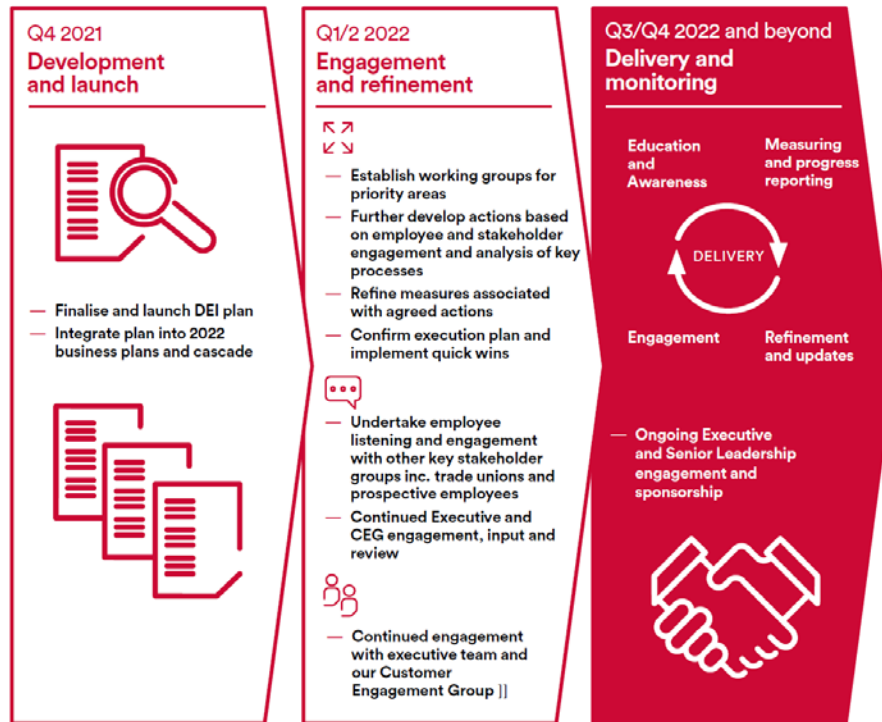 Q4 2021
Development
and launch
— Finalise and launch DEI plan
— Integrate plan into 2022
business plans and cascade
Q1/2 2022
Engagement
and refinement
— Establish working groups for
priority areas
— Further develop actions based
on employee and stakeholder
engagement and analysis of key
processes
— Refine measures associated
with agreed actions
— Confirm execution plan and
implement quick wins
— Undertake employee
listening and engagement
with other key stakeholder
groups inc. trade unions and
prospective employees
— Continued Executive and
CEG engagement, input and
review
— Continued engagement
with executive team and
our Customer
Engagement Group ]]
Q3/Q4 2022 and beyond
Delivery and
monitoring
Education
and
Awareness
Measuring
and progress
reporting
DELIVERY
Engagement
Refinement
and updates
— Ongoing Executive
and Senior Leadership
engagement and
sponsorship